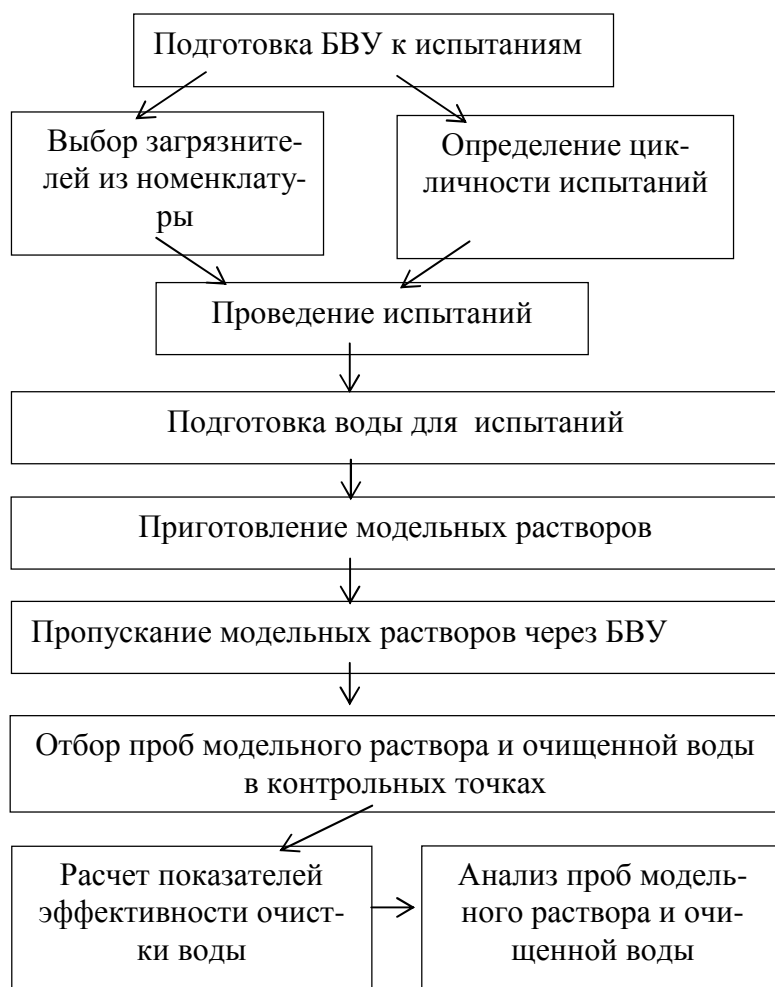 Подготовка БВУ к испытаниям
Выбор загрязните-
лей из номенклату-
ры
Определение цик-
личности испытаний
Проведение испытаний
Подготовка воды для испытаний
Приготовление модельных растворов
Пропускание модельных растворов через БВУ
Отбор проб модельного раствора и очищенной воды
в контрольных точках
Расчет показателей
эффективности очист-
ки воды
Анализ проб модель-
ного раствора и очи-
щенной воды